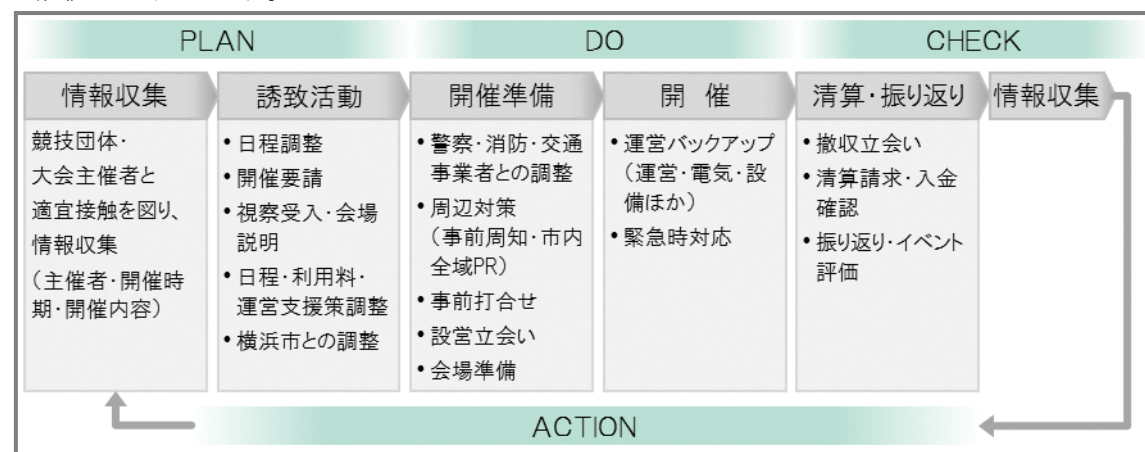 PLAN
DO
CHECK
情報収集
誘致活動
開催準備
開 催
清算・振り返り
情報収集
競技団体・
大会主催者と
適宜接触を図り、
情報収集
（主催者・開催時
期・開催内容）
•日程調整
•開催要請
•視察受入・会場
説明
•日程・利用料・
運営支援策調整
•横浜市との調整
•警察・消防・交通
事業者との調整
•周辺対策
（事前周知・市内
全域PR）
•事前打合せ
•設営立会い
•会場準備
•運営バックアップ
（運営・電気・設
備ほか）
•緊急時対応
•撤収立会い
•清算請求・入金
確認
•振り返り・イベント
評価
ACTION